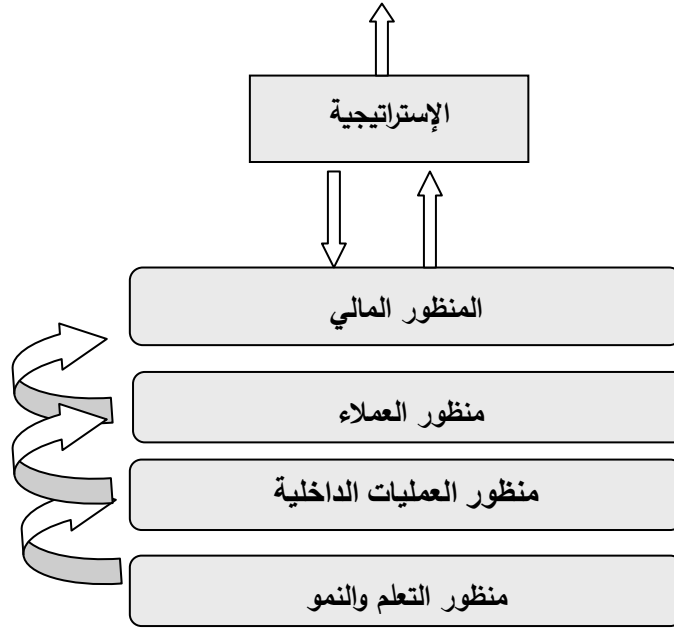 الإستراتيجية
المنظور المالي
منظور العملاء
منظور العمليات الداخلية
منظور التعلم والنمو